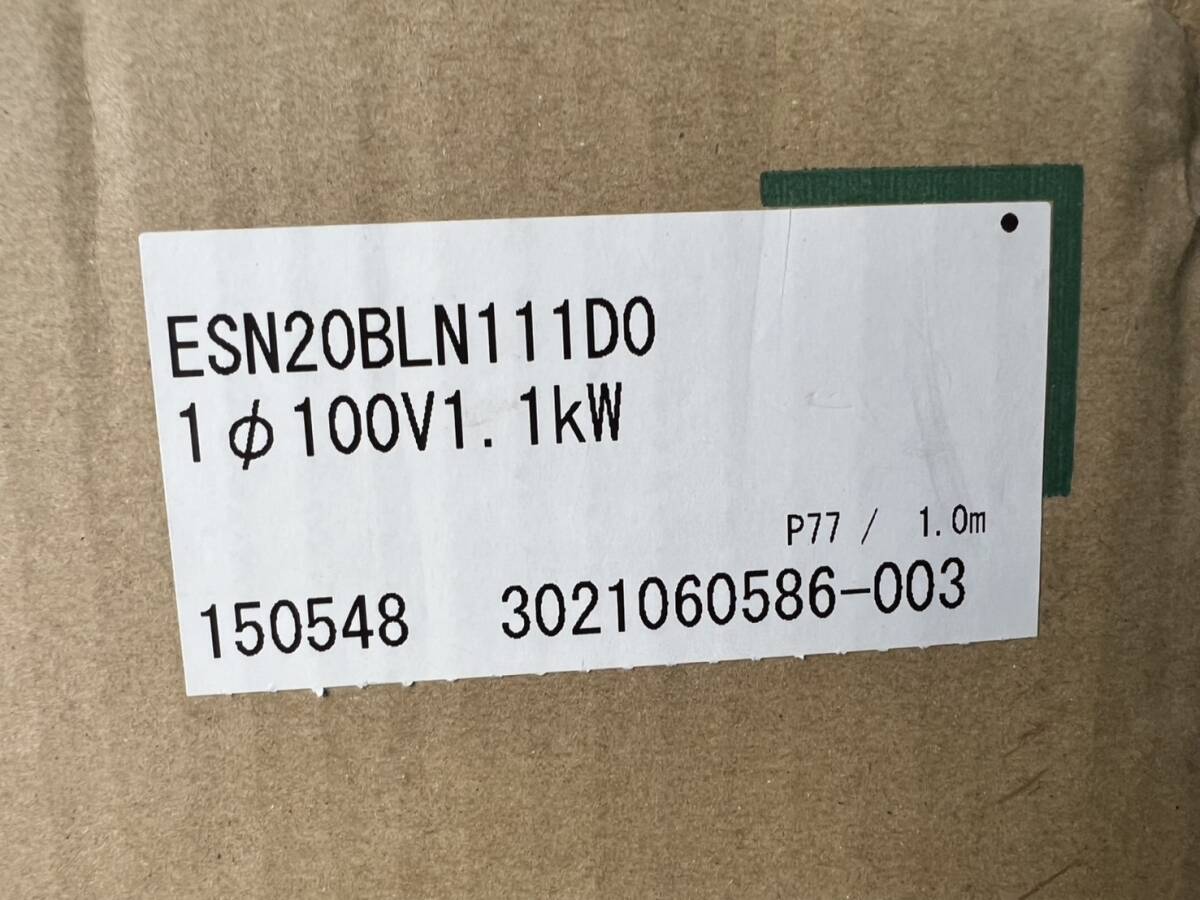 ESN20BLN111D0
1φ100V1.1kW
P77 / 1.0m
150548 3021060586-003